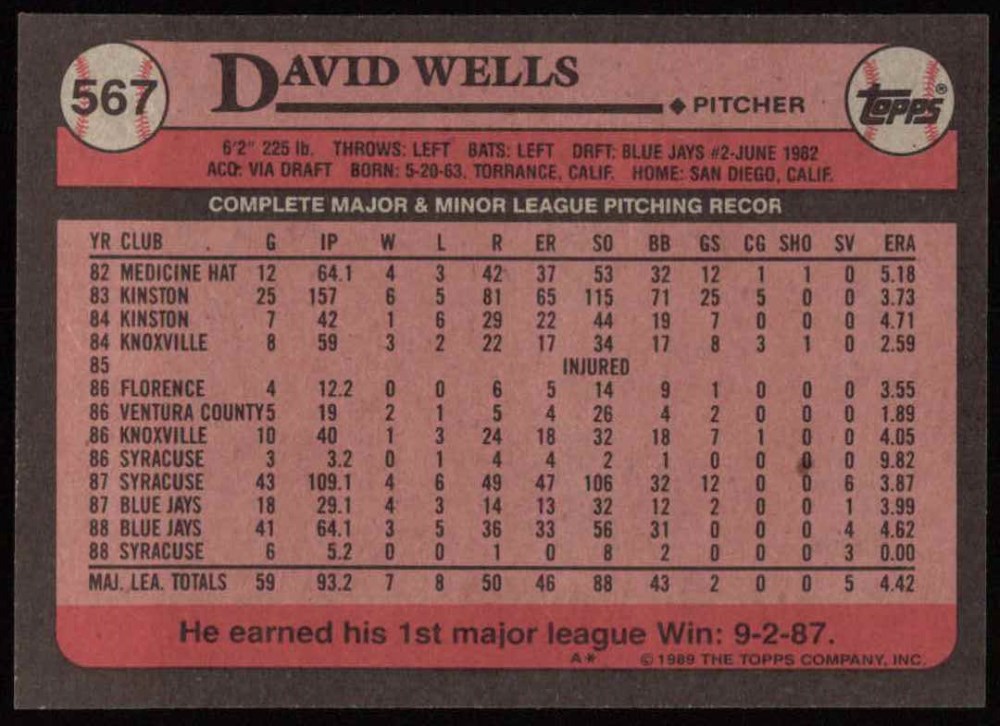 567 DAVID WELLS ◆ PITCHER topps®
6'2" 225 lb. THROWS: LEFT BATS: LEFT DRFT: BLUE JAYS #2-JUNE 1982
ACQ: VIA DRAFT BORN: 5-20-63, TORRANCE, CALIF. HOME: SAN DIEGO, CALIF.
COMPLETE MAJOR & MINOR LEAGUE PITCHING RECOR
YR CLUB G IP W L R ER SO BB GS CG SHO SV ERA
82 MEDICINE HAT 12 64.1 4 3 42 37 53 32 12 1 1 0 5.18
83 KINSTON 25 157 6 5 81 65 115 71 25 5 0 0 3.73
84 KINSTON 7 42 1 6 29 22 44 19 7 0 0 0 4.71
84 KNOXVILLE 8 59 3 2 22 17 34 17 8 3 1 0 2.59
85 INJURED
86 FLORENCE 4 12.2 0 0 6 5 14 9 1 0 0 0 3.55
86 VENTURA COUNTY 5 19 2 1 5 4 26 4 2 0 0 0 1.89
86 KNOXVILLE 10 40 1 3 24 18 32 18 7 1 0 0 4.05
86 SYRACUSE 3 3.2 0 1 4 4 2 1 0 0 0 0 9.82
87 SYRACUSE 43 109.1 4 6 49 47 106 32 12 0 0 6 3.87
87 BLUE JAYS 18 29.1 4 3 14 13 32 12 2 0 0 1 3.99
88 BLUE JAYS 41 64.1 3 5 36 33 56 31 0 0 0 4 4.62
88 SYRACUSE 6 5.2 0 0 1 0 8 2 0 0 0 3 0.00
MAJ. LEA. TOTALS 59 93.2 7 8 50 46 88 43 2 0 0 5 4.42
He earned his 1st major league Win: 9-2-87.
A* © 1989 THE TOPPS COMPANY, INC.